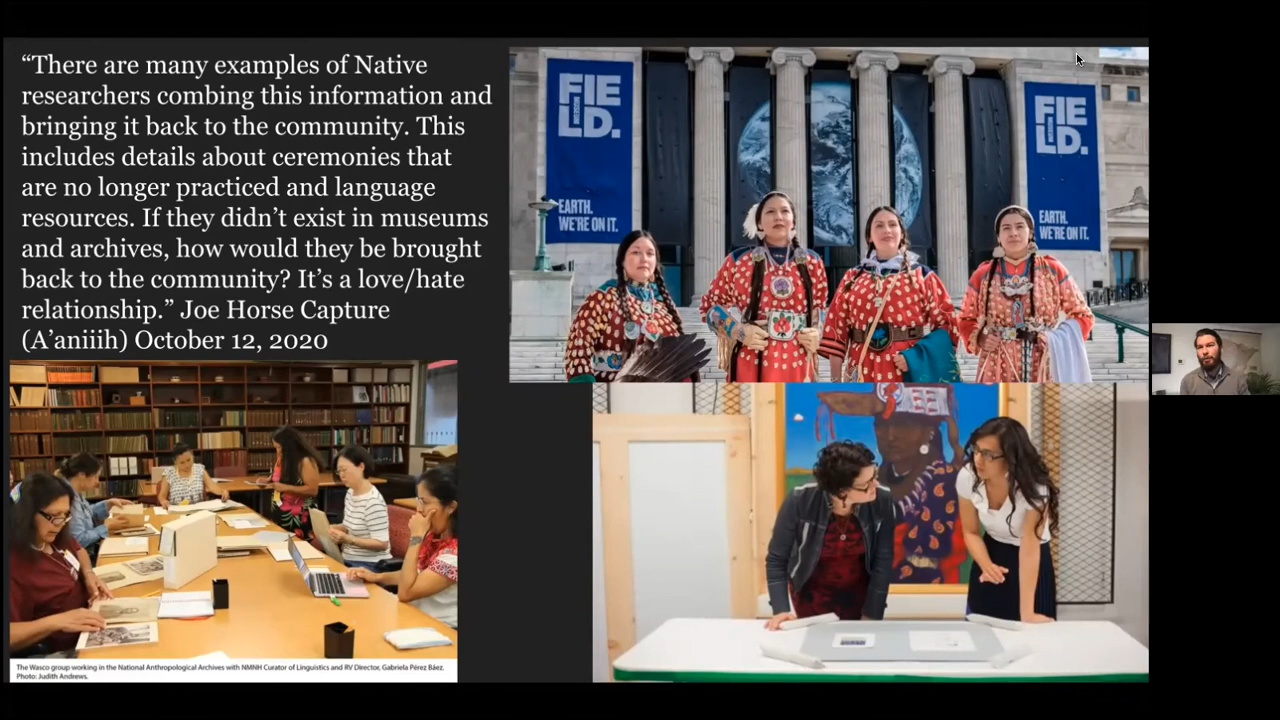 “There are many examples of Native
researchers combing this information and
bringing it back to the community. This
includes details about ceremonies that
are no longer practiced and language
resources. If they didn’t exist in museums
and archives, how would they be brought
back to the community? It’s a love/hate
relationship.” Joe Horse Capture
(A’aniiih) October 12, 2020
FIE
LD.
MUSEUM
EARTH.
WE'RE ON IT.
FIE
LD.
MUSEUM
EARTH.
WE'RE ON IT.
The Wasco group working in the National Anthropological Archives with NMNH Curator of Linguistics and RV Director, Gabriela Pérez Báez.
Photo: Judith Andrews.